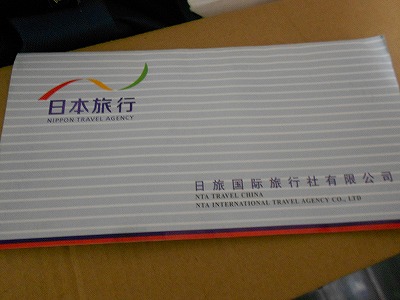 日本旅行
NIPPON TRAVEL AGENCY
日旅国际旅行社有限公司
NTA TRAVEL CHINA
NTA INTERNATIONAL TRAVEL AGENCY CO., LTD